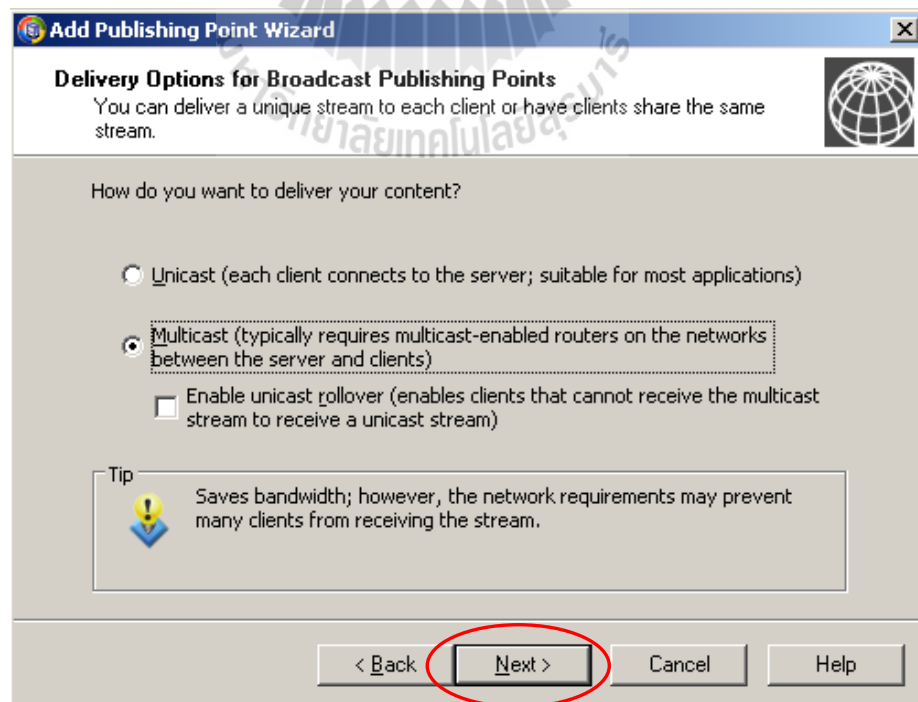 Add Publishing Point Wizard
Delivery Options for Broadcast Publishing Points
You can deliver a unique stream to each client or have clients share the same
stream.
How do you want to deliver your content?
Unicast (each client connects to the server; suitable for most applications)
Multicast (typically requires multicast-enabled routers on the networks
between the server and clients)
Enable unicast rollover (enables clients that cannot receive the multicast
stream to receive a unicast stream)
Tip
Saves bandwidth; however, the network requirements may prevent
many clients from receiving the stream.
< Back
Next >
Cancel
Help